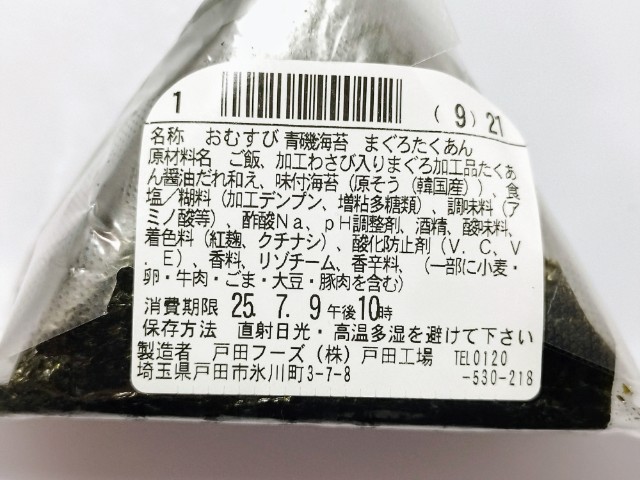 1 (9) 21
名称 おむすび 青磯海苔 まぐろたくあん
原材料名 ご飯、加工わさび入りまぐろ加工品たくあ
ん醤油だれ和え、味付海苔(原そう(韓国産))、食
塩/糊料(加工デンプン、増粘多糖類)、調味料(ア
ミノ酸等)、酢酸Na、pH調整剤、酒精、酸味料、
着色料(紅麹、クチナシ)、酸化防止剤(V.C、V
.E)、香料、リゾチーム、香辛料、(一部に小麦・
卵・牛肉・ごま・大豆・豚肉を含む)
消費期限 25.7.9午後10時
保存方法 直射日光・高温多湿を避けて下さい
製造者 戸田フーズ(株)戸田工場 TEL0120
埼玉県戸田市氷川町3-7-8 -530-218